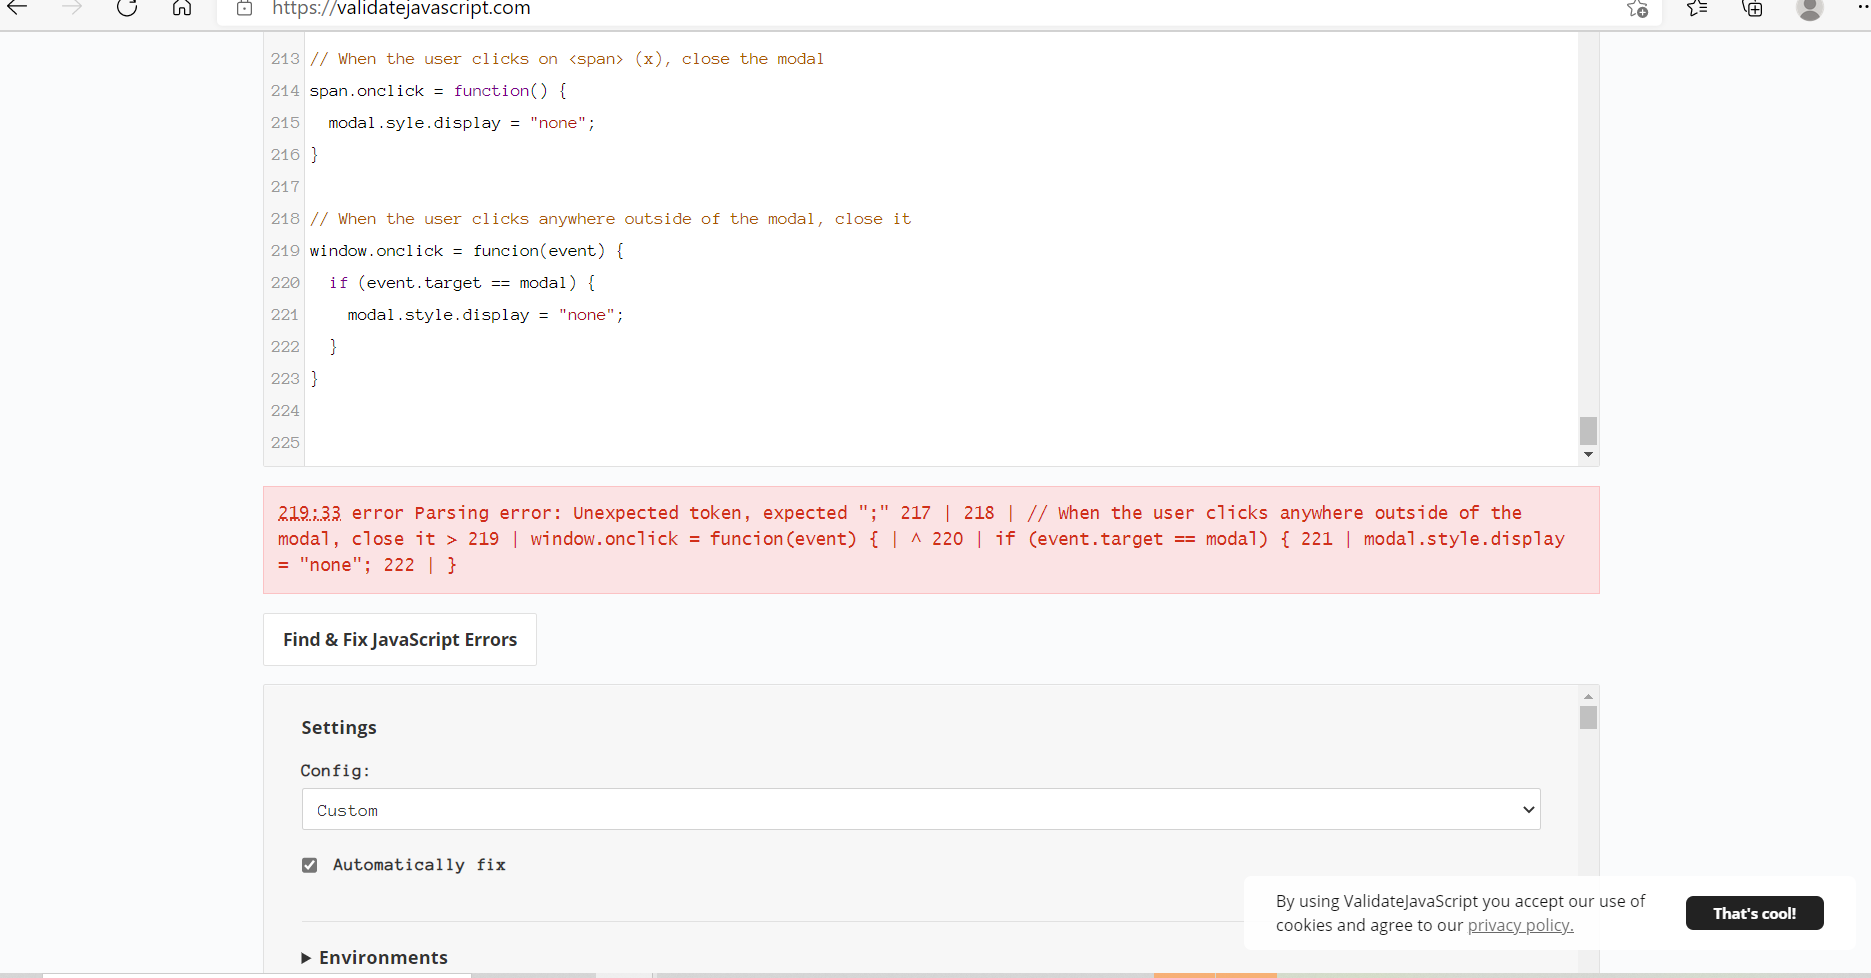 https://validatejavascript.com
213 // When the user clicks on <span> (x), close the modal
214 span.onclick = function() {
215 modal.syle.display = "none";
216 }
217
218 // When the user clicks anywhere outside of the modal, close it
219 window.onclick = funcion(event) {
220 if (event.target == modal) {
221 modal.style.display = "none";
222 }
223 }
224
225
219:33 error Parsing error: Unexpected token, expected ";" 217 | 218 | // When the user clicks anywhere outside of the
modal, close it > 219 | window.onclick = funcion(event) { | ^ 220 | if (event.target == modal) { 221 | modal.style.display
= "none"; 222 | }
Find & Fix JavaScript Errors
Settings
Config:
Custom
Automatically fix
Environments
By using ValidateJavaScript you accept our use of
cookies and agree to our privacy policy.
That's cool!